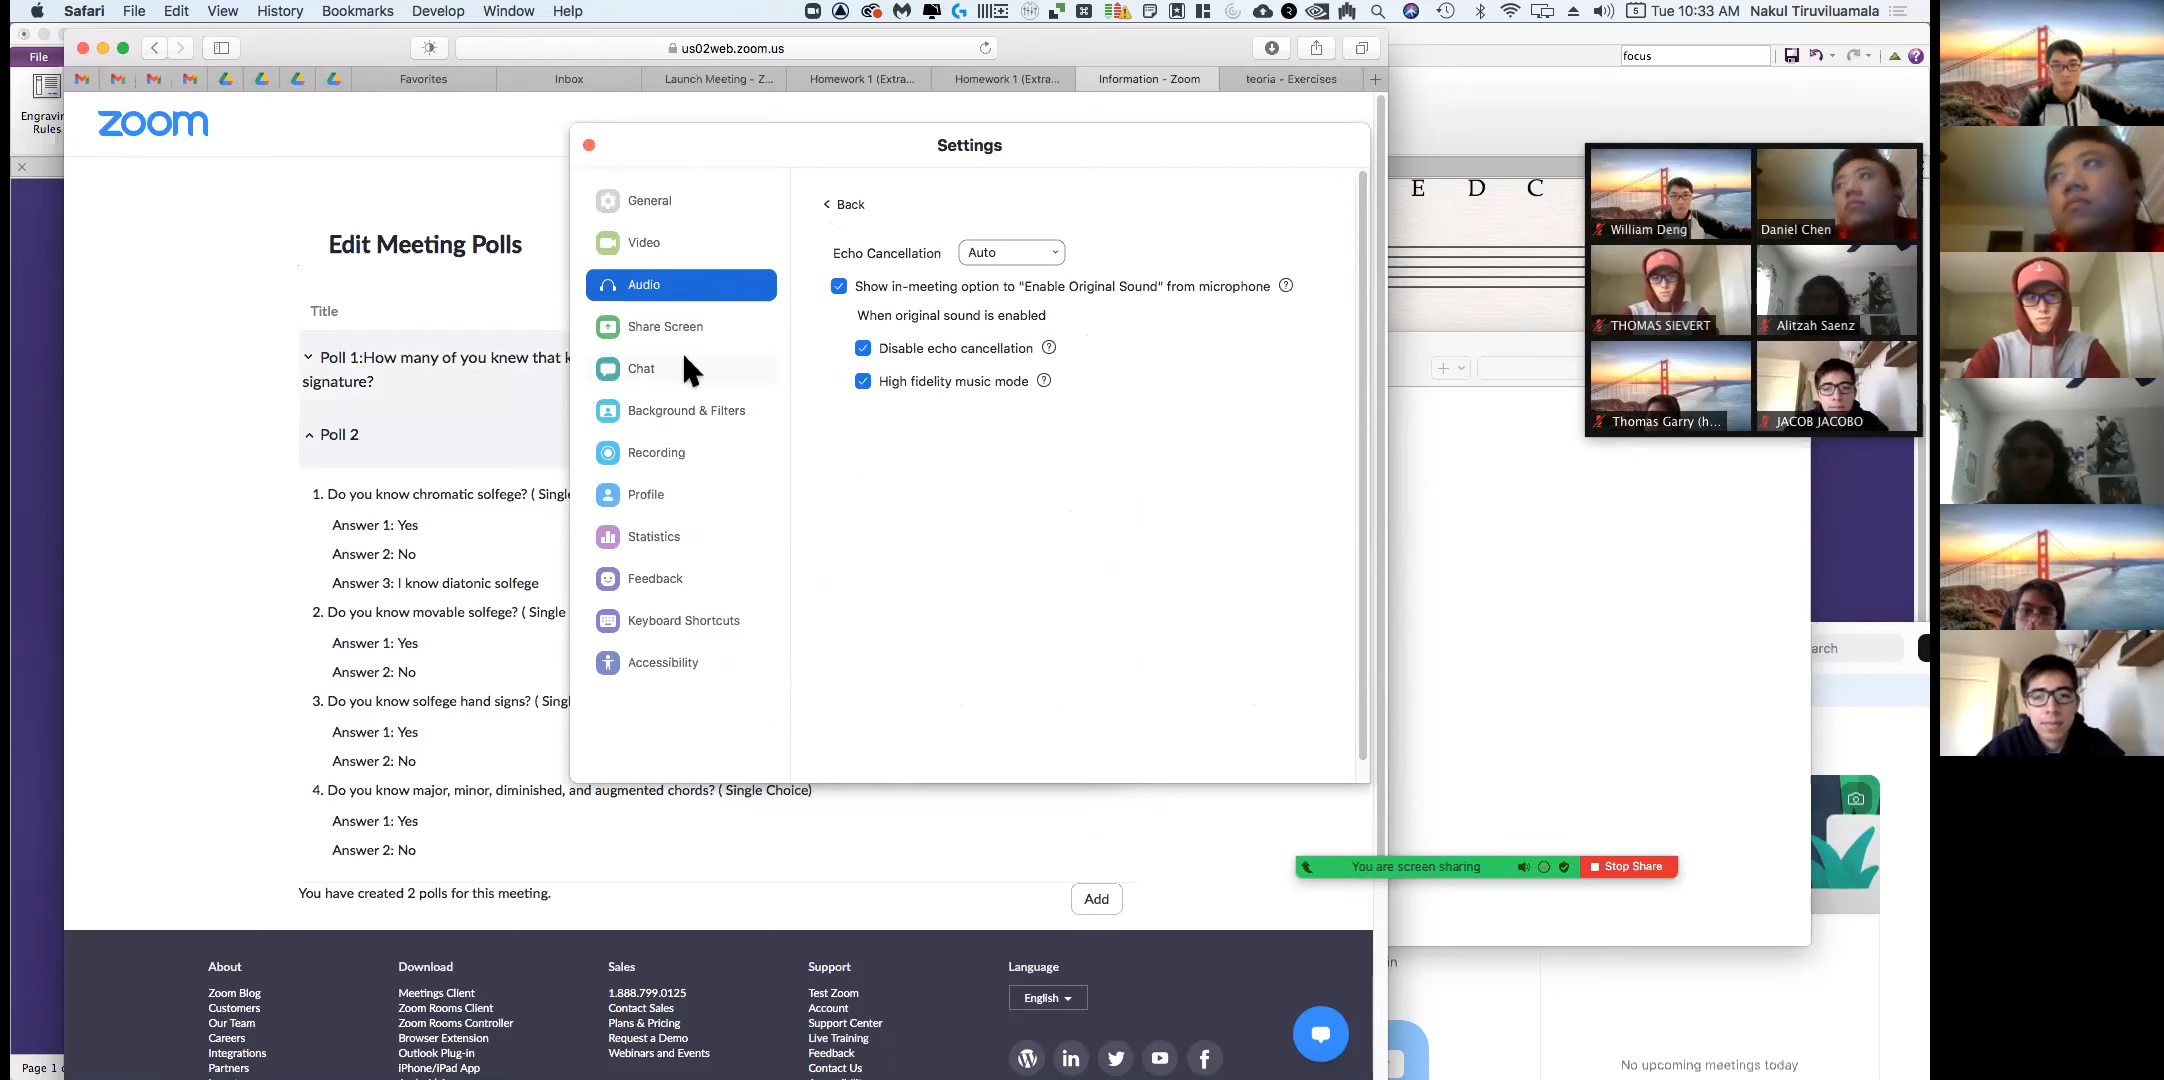 Safari File Edit View History Bookmarks Develop Window Help
Tue 10:33 AM Nakul Tiruviluamala
File
us02web.zoom.us
focus
Favorites Inbox Launch Meeting - Z... Homework 1 (Extra... Homework 1 (Extra... Information - Zoom teoria - Exercises
Engravin
Rules
zoom
Settings
General
Video
Audio
Share Screen
Chat
Background & Filters
Recording
Profile
Statistics
Feedback
Keyboard Shortcuts
Accessibility
Back
Echo Cancellation Auto
Show in-meeting option to "Enable Original Sound" from microphone
When original sound is enabled
Disable echo cancellation
High fidelity music mode
E D C
William Deng
Daniel Chen
THOMAS SIEVERT
Alitzah Saenz
Thomas Garry (h...
JACOB JACOBO
Edit Meeting Polls
Title
Poll 1:How many of you knew that k
signature?
Poll 2
1. Do you know chromatic solfege? ( Single
Answer 1: Yes
Answer 2: No
Answer 3: I know diatonic solfege
2. Do you know movable solfege? ( Single
Answer 1: Yes
Answer 2: No
3. Do you know solfege hand signs? ( Sing
Answer 1: Yes
Answer 2: No
4. Do you know major, minor, diminished, and augmented chords? ( Single Choice)
Answer 1: Yes
Answer 2: No
You have created 2 polls for this meeting.
Add
You are screen sharing Stop Share
arch
in
No upcoming meetings today
About
Zoom Blog
Customers
Our Team
Careers
Integrations
Partners
Download
Meetings Client
Zoom Rooms Client
Zoom Rooms Controller
Browser Extension
Outlook Plug-in
iPhone/iPad App
Sales
1.888.799.0125
Contact Sales
Plans & Pricing
Request a Demo
Webinars and Events
Support
Test Zoom
Account
Support Center
Live Training
Feedback
Contact Us
Language
English
Page 1